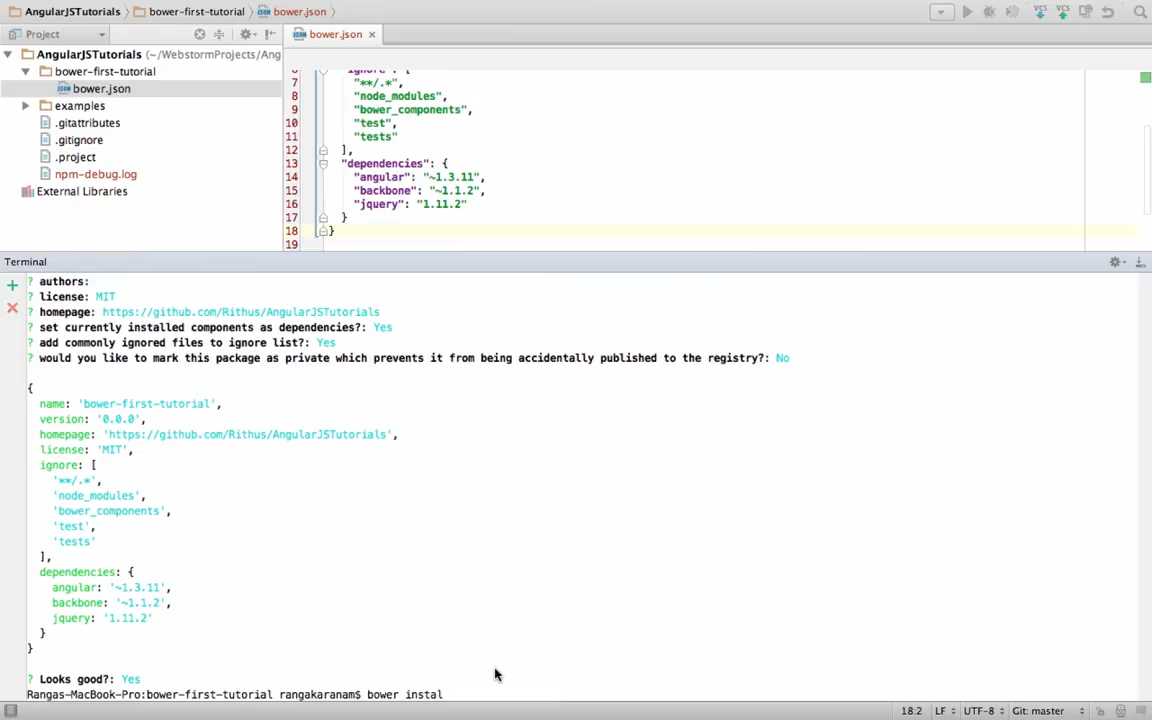 AngularJSTutorials bower-first-tutorial bower.json
Project
bower.json
AngularJSTutorials (~/WebstormProjects/Ang
bower-first-tutorial
bower.json
examples
.gitattributes
.gitignore
.project
npm-debug.log
External Libraries
6 "ignore": [
7 "**/.*",
8 "node_modules",
9 "bower_components",
10 "test",
11 "tests"
12 ],
13 "dependencies": {
14 "angular": "~1.3.11",
15 "backbone": "~1.1.2",
16 "jquery": "1.11.2"
17 }
18 }
19
Terminal
? authors:
? license: MIT
? homepage: https://github.com/Rithus/AngularJSTutorials
? set currently installed components as dependencies?: Yes
? add commonly ignored files to ignore list?: Yes
? would you like to mark this package as private which prevents it from being accidentally published to the registry?: No
{
name: 'bower-first-tutorial',
version: '0.0.0',
homepage: 'https://github.com/Rithus/AngularJSTutorials',
license: 'MIT',
ignore: [
'**/.*',
'node_modules',
'bower_components',
'test',
'tests'
],
dependencies: {
angular: '~1.3.11',
backbone: '~1.1.2',
jquery: '1.11.2'
}
}
? Looks good?: Yes
Rangas-MacBook-Pro:bower-first-tutorial rangakaranam$ bower instal
18:2 LF UTF-8 Git: master